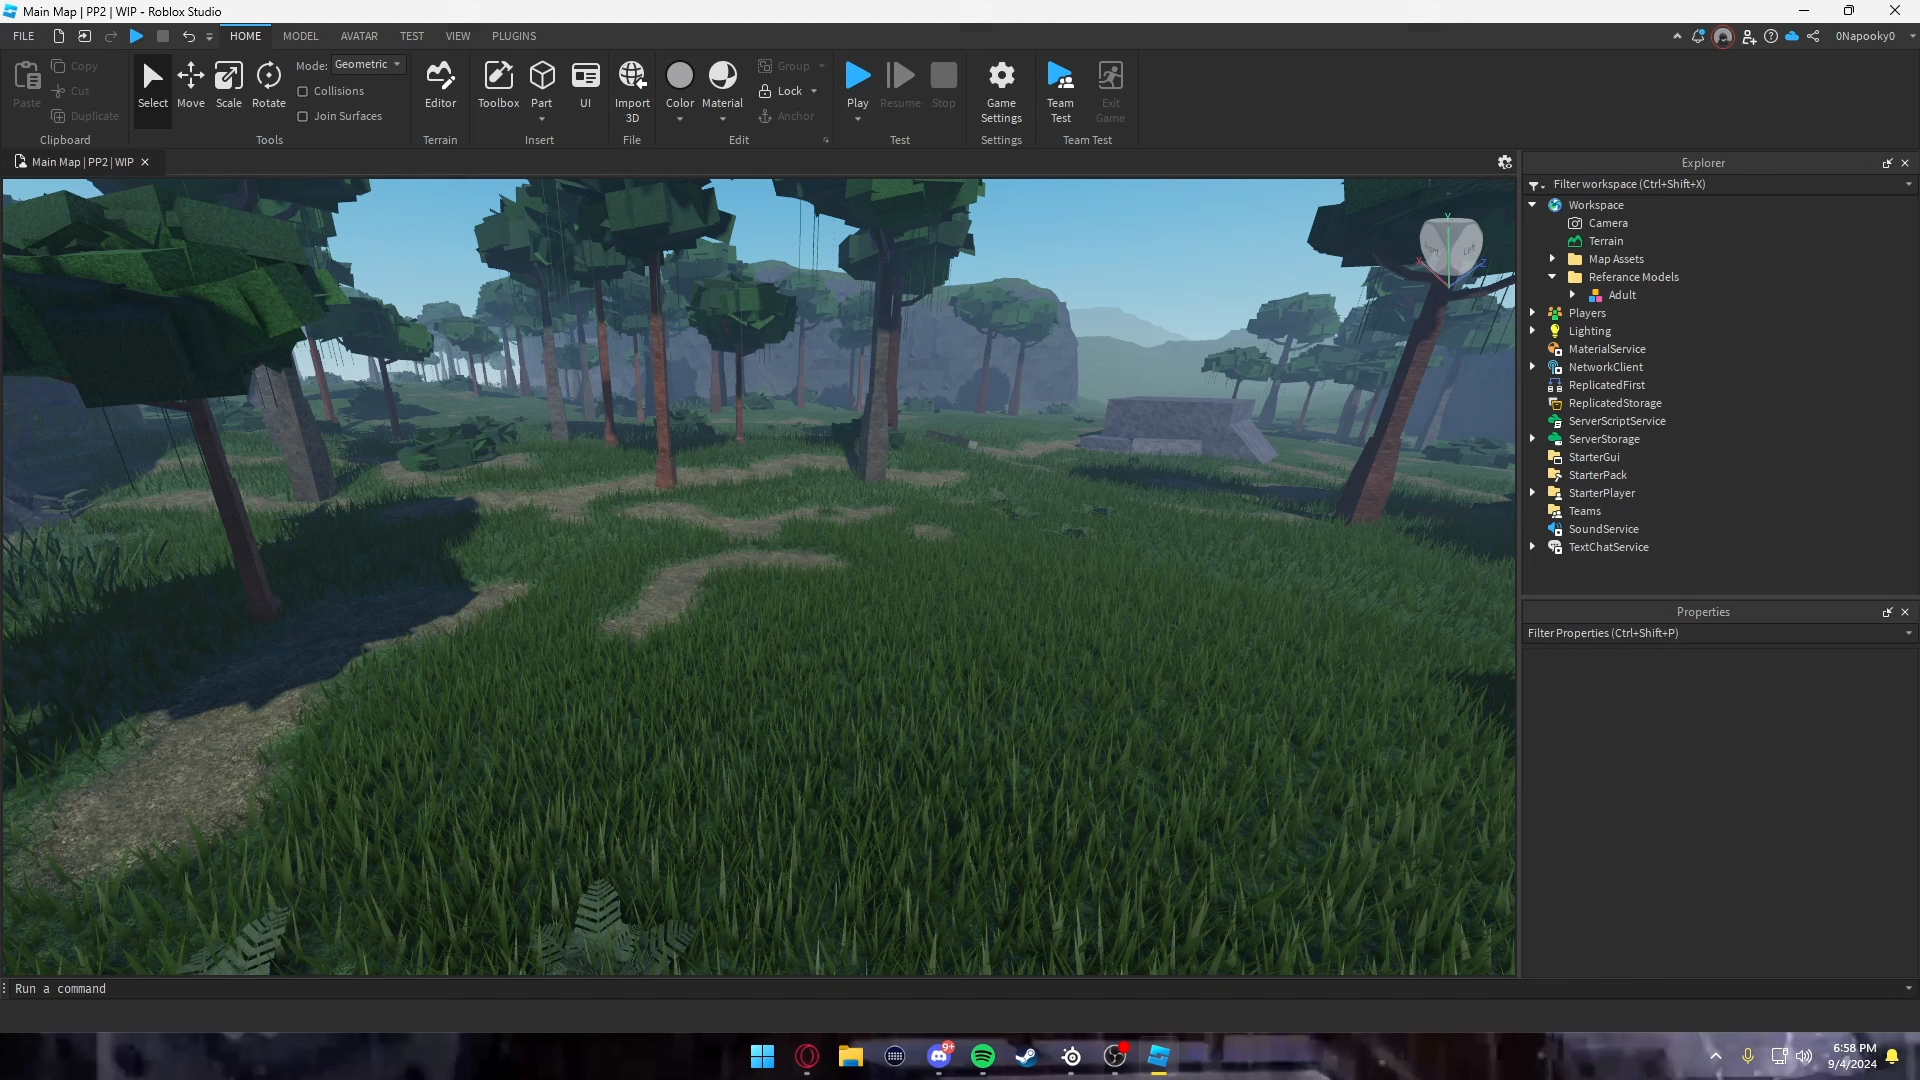 Main Map | PP2 | WIP - Roblox Studio
FILE HOME MODEL AVATAR TEST VIEW PLUGINS 0Napooky0
Paste Copy Cut Duplicate
Clipboard
Select Move Scale Rotate
Mode: Geometric
Collisions
Join Surfaces
Tools
Editor
Terrain
Toolbox Part UI
Insert
Import
3D
File
Color Material
Group
Lock
Anchor
Edit
Play Resume Stop
Test
Game
Settings
Settings
Team
Test
Exit
Game
Team Test
Main Map | PP2 | WIP
Explorer
Filter workspace (Ctrl+Shift+X)
Workspace
Camera
Terrain
Map Assets
Referance Models
Adult
Players
Lighting
MaterialService
NetworkClient
ReplicatedFirst
ReplicatedStorage
ServerScriptService
ServerStorage
StarterGui
StarterPack
StarterPlayer
Teams
SoundService
TextChatService
Properties
Filter Properties (Ctrl+Shift+P)
Y
X
Z
Run a command
9+
6:58 PM
9/4/2024